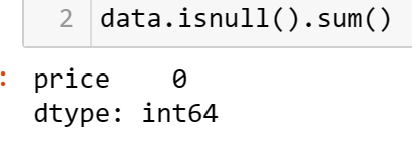 2 data.isnull().sum()
: price    0
dtype: int64